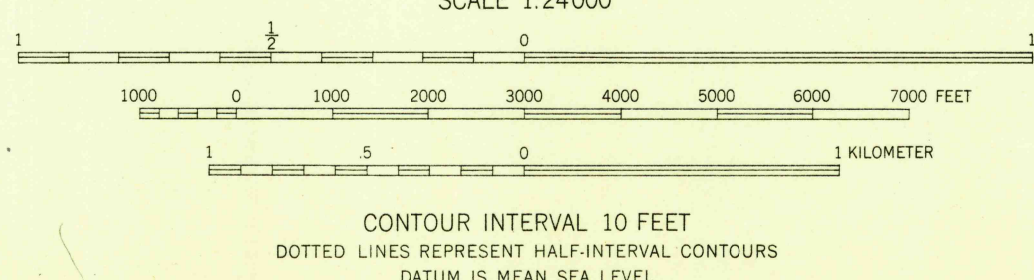 SCALE 1:24000
1 1/2 0 1
1000 0 1000 2000 3000 4000 5000 6000 7000 FEET
1 .5 0 1 KILOMETER
CONTOUR INTERVAL 10 FEET
DOTTED LINES REPRESENT HALF-INTERVAL CONTOURS
DATUM IS MEAN SEA LEVEL